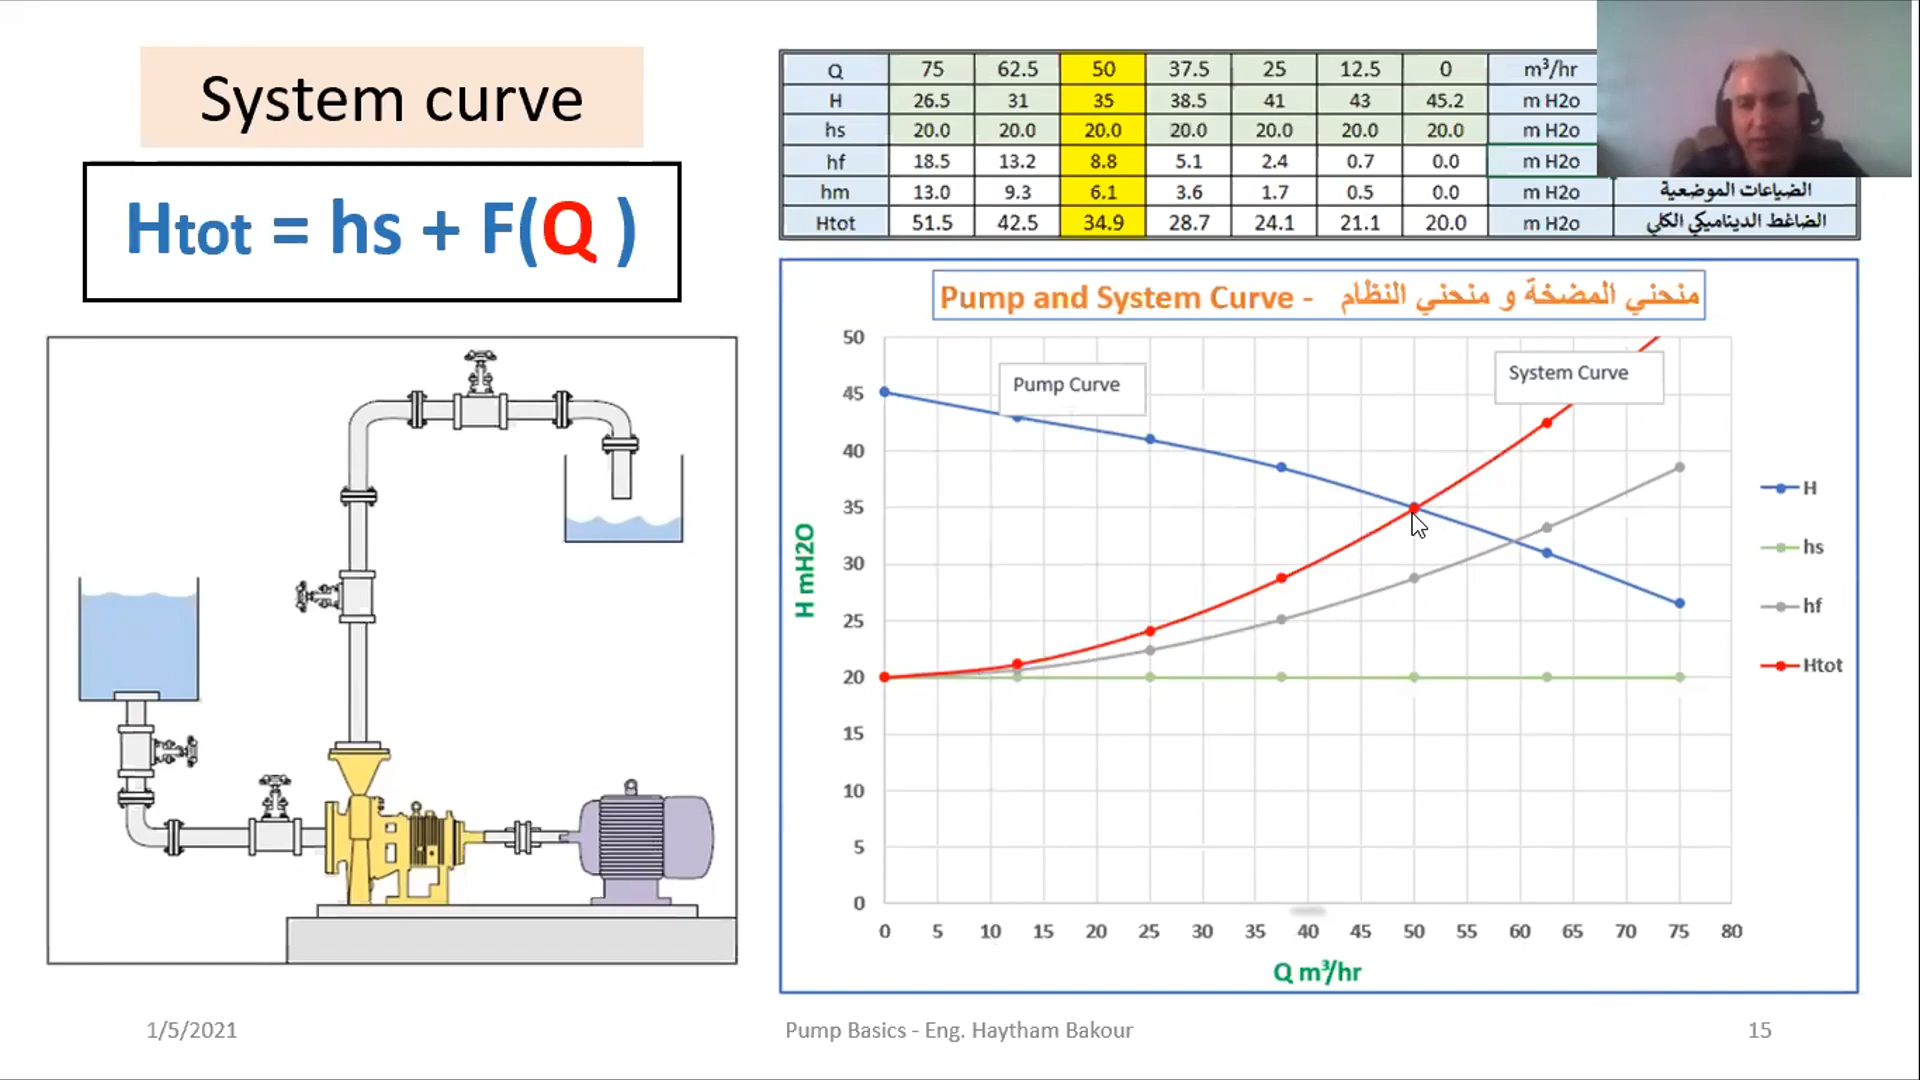 System curve
Htot = hs + F(Q )
Q 75 62.5 50 37.5 25 12.5 0 m³/hr
H 26.5 31 35 38.5 41 43 45.2 m H2o
hs 20.0 20.0 20.0 20.0 20.0 20.0 20.0 m H2o
hf 18.5 13.2 8.8 5.1 2.4 0.7 0.0 m H2o
hm 13.0 9.3 6.1 3.6 1.7 0.5 0.0 m H2o الضياعات الموضعية
Htot 51.5 42.5 34.9 28.7 24.1 21.1 20.0 m H2o الضاغط الديناميكي الكلي
Pump and System Curve - منحني المضخة و منحني النظام
Pump Curve
System Curve
50
45
40
35
30
25
20
15
10
5
0
H mH2O
0 5 10 15 20 25 30 35 40 45 50 55 60 65 70 75 80
Q m³/hr
H
hs
hf
Htot
1/5/2021
Pump Basics - Eng. Haytham Bakour
15